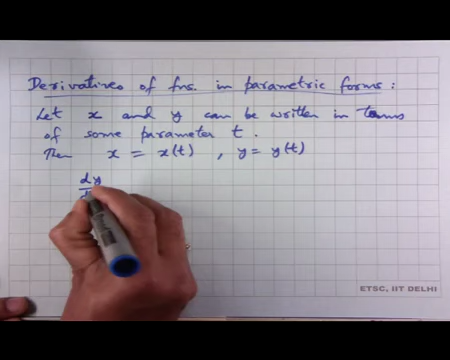 Derivatives of fns. in parametric forms:
Let x and y can be written in terms
of some parameter t.
Then x = x(t) , y = y(t)
dy
ETSC, IIT DELHI